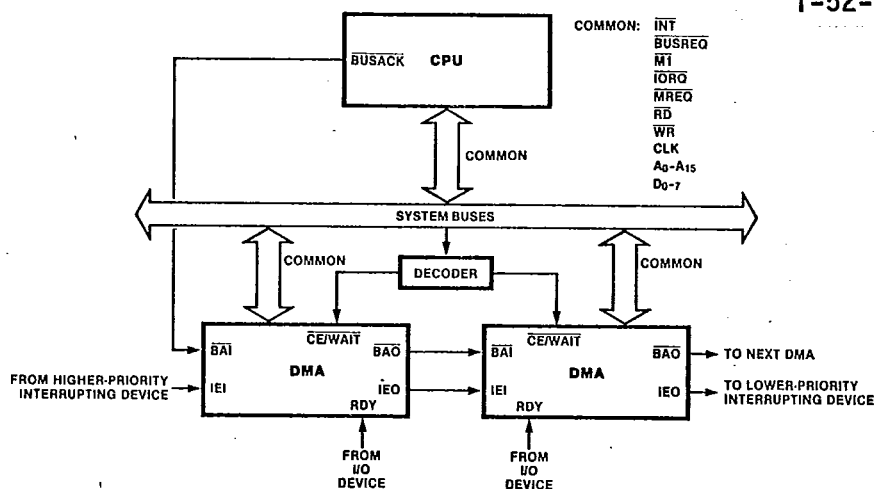 1-52-
COMMON: INT
BUSREQ
M1
IORQ
MREQ
RD
WR
CLK
A0-A15
D0-7
BUSACK CPU
COMMON
SYSTEM BUSES
COMMON
DECODER
COMMON
CE/WAIT
BAI
BAO
DMA
IEI
IEO
RDY
CE/WAIT
BAI
BAO
DMA
IEI
IEO
RDY
TO NEXT DMA
FROM HIGHER-PRIORITY
INTERRUPTING DEVICE
TO LOWER-PRIORITY
INTERRUPTING DEVICE
FROM
I/O
DEVICE
FROM
I/O
DEVICE